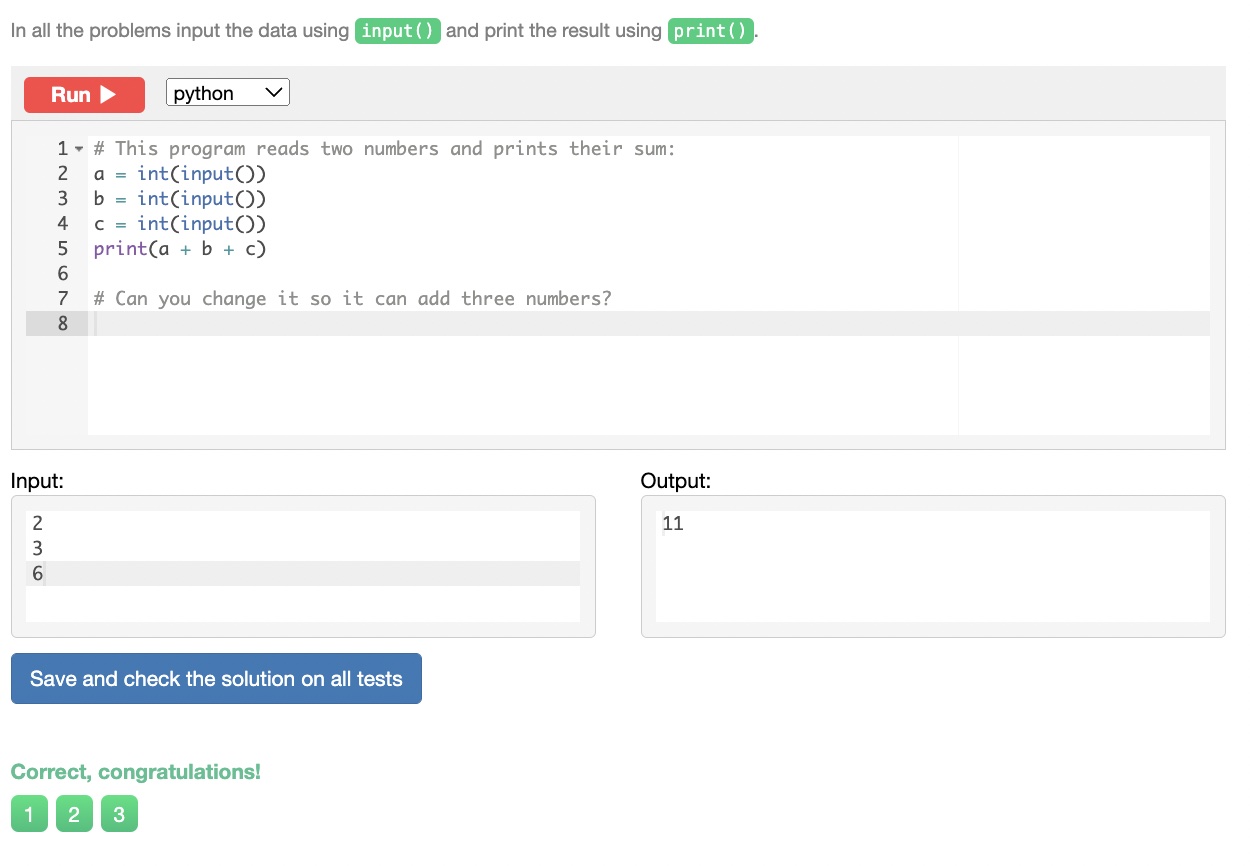 In all the problems input the data using input() and print the result using print().
Run python
1 # This program reads two numbers and prints their sum:
2 a = int(input())
3 b = int(input())
4 c = int(input())
5 print(a + b + c)
6
7 # Can you change it so it can add three numbers?
8
Input:
2
3
6
Output:
11
Save and check the solution on all tests
Correct, congratulations!
1 2 3